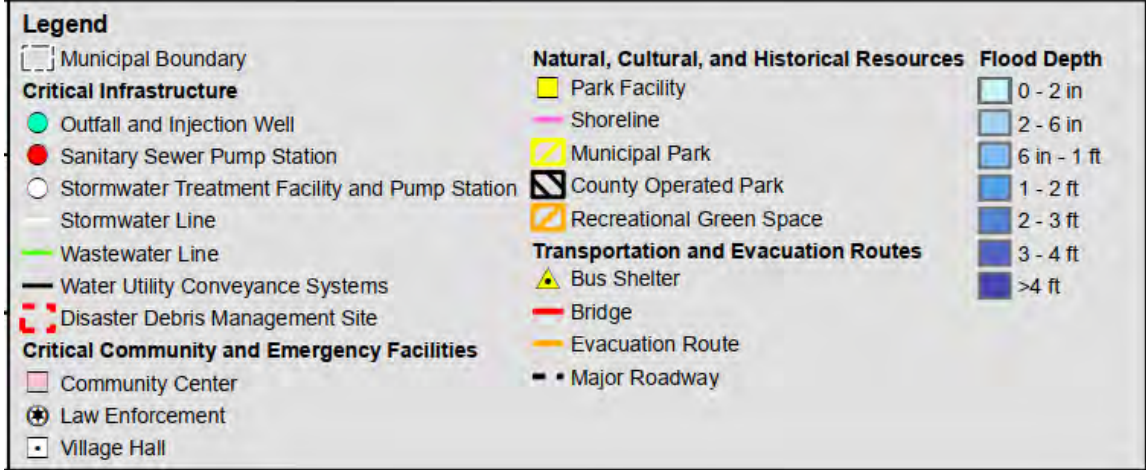 Legend
Municipal Boundary
Critical Infrastructure
Outfall and Injection Well
Sanitary Sewer Pump Station
Stormwater Treatment Facility and Pump Station
Stormwater Line
Wastewater Line
Water Utility Conveyance Systems
Disaster Debris Management Site
Critical Community and Emergency Facilities
Community Center
Law Enforcement
Village Hall
Natural, Cultural, and Historical Resources
Park Facility
Shoreline
Municipal Park
County Operated Park
Recreational Green Space
Transportation and Evacuation Routes
Bus Shelter
Bridge
Evacuation Route
Major Roadway
Flood Depth
0 - 2 in
2 - 6 in
6 in - 1 ft
1 - 2 ft
2 - 3 ft
3 - 4 ft
>4 ft